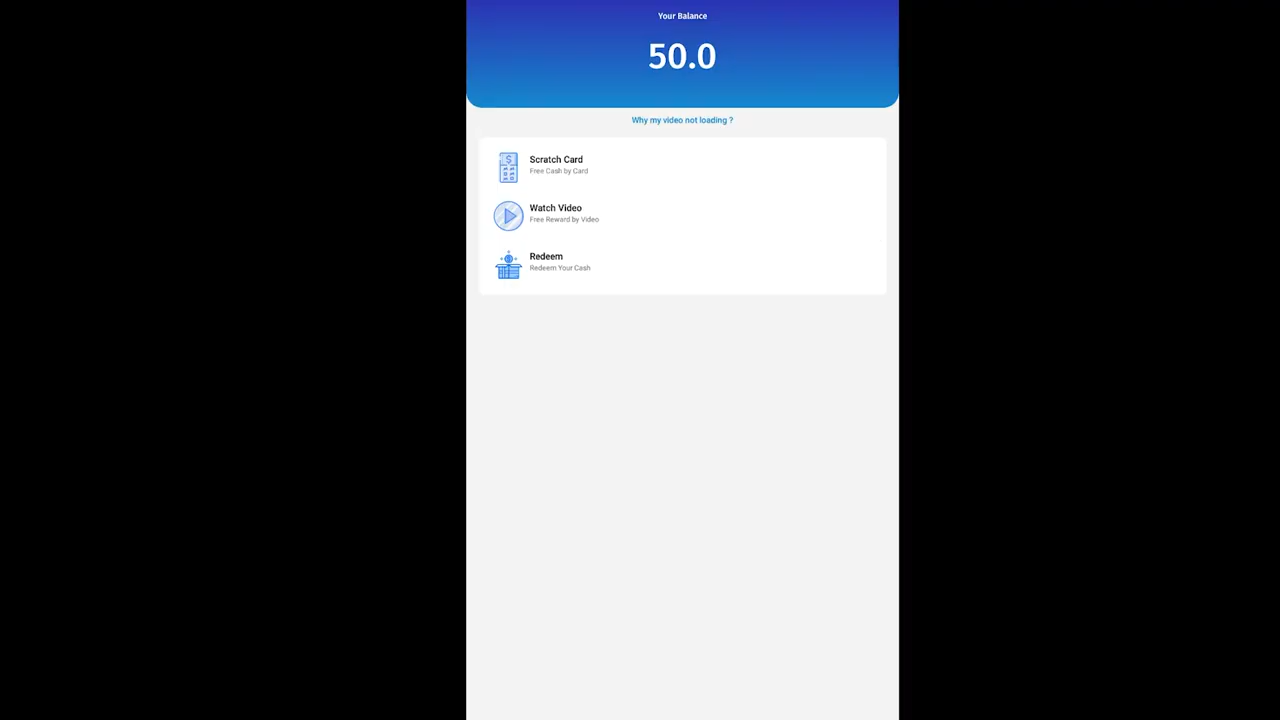 Your Balance
50.0
Why my video not loading ?
Scratch Card
Free Cash by Card
Watch Video
Free Reward by Video
Redeem
Redeem Your Cash